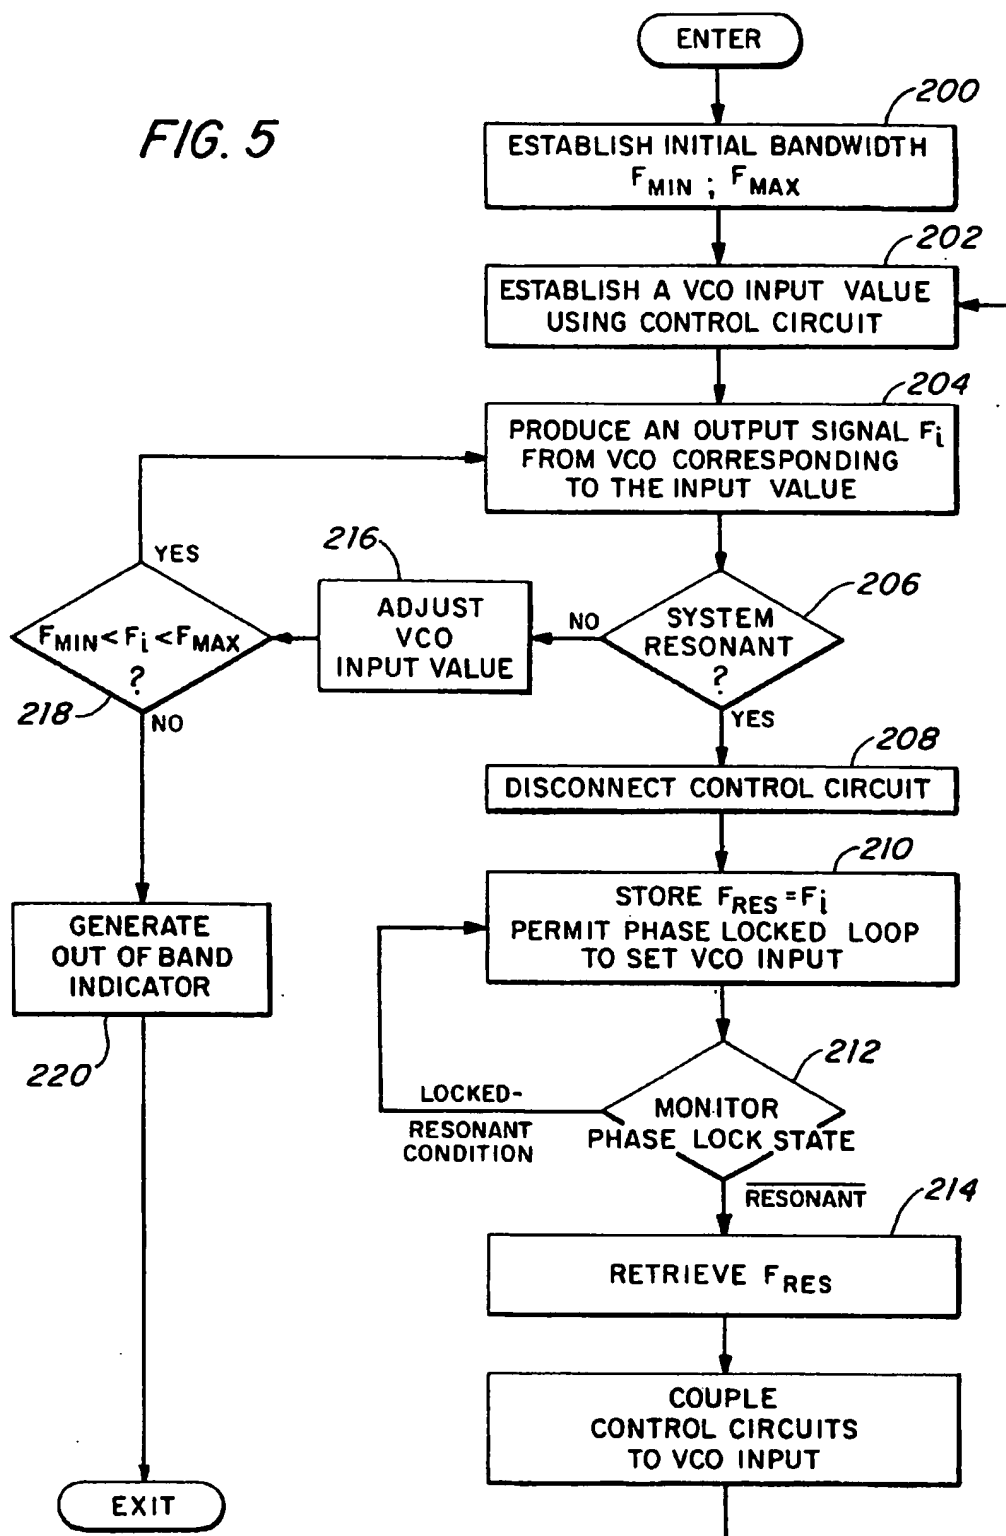 FIG. 5
ENTER
200
ESTABLISH INITIAL BANDWIDTH
FMIN ; FMAX
202
ESTABLISH A VCO INPUT VALUE
USING CONTROL CIRCUIT
204
PRODUCE AN OUTPUT SIGNAL Fi
FROM VCO CORRESPONDING
TO THE INPUT VALUE
206
SYSTEM
RESONANT
?
NO
YES
216
ADJUST
VCO
INPUT VALUE
YES
FMIN < Fi < FMAX
?
218
NO
208
DISCONNECT CONTROL CIRCUIT
210
STORE FRES = Fi
PERMIT PHASE LOCKED LOOP
TO SET VCO INPUT
GENERATE
OUT OF BAND
INDICATOR
220
212
MONITOR
PHASE LOCK STATE
LOCKED-
RESONANT
CONDITION
RESONANT
214
RETRIEVE FRES
COUPLE
CONTROL CIRCUITS
TO VCO INPUT
EXIT